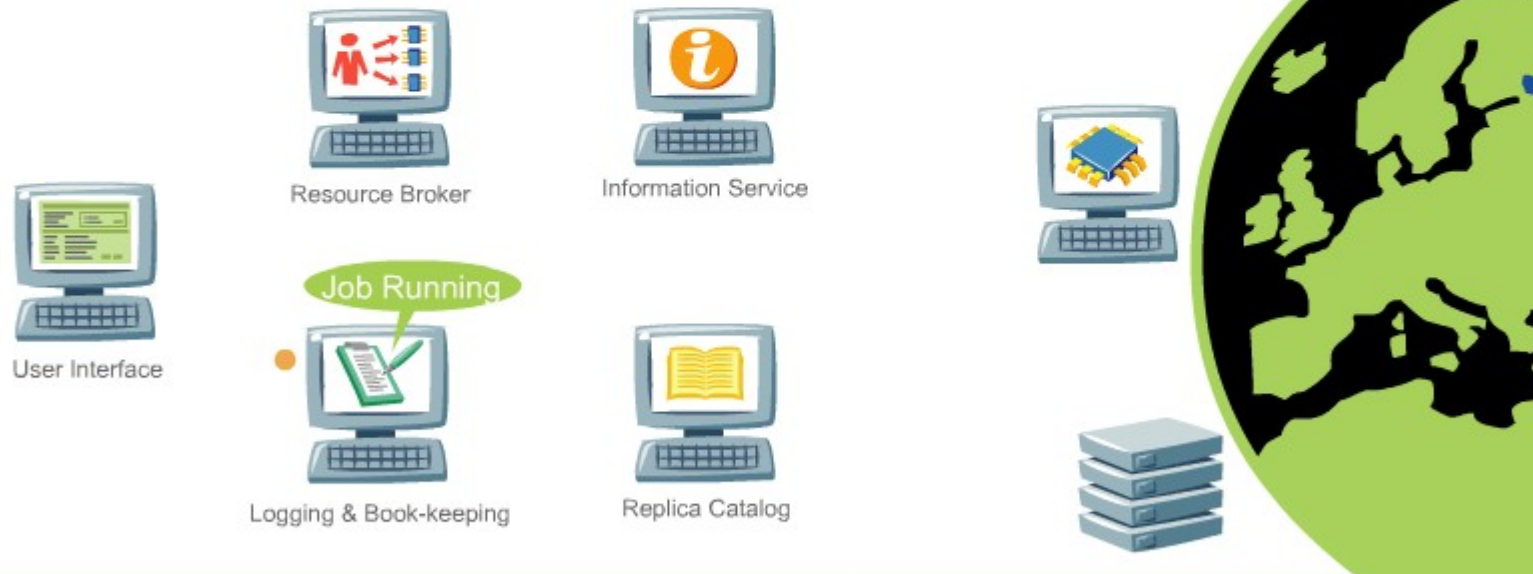 Resource Broker
Information Service
User Interface
Job Running
Logging & Book-keeping
Replica Catalog